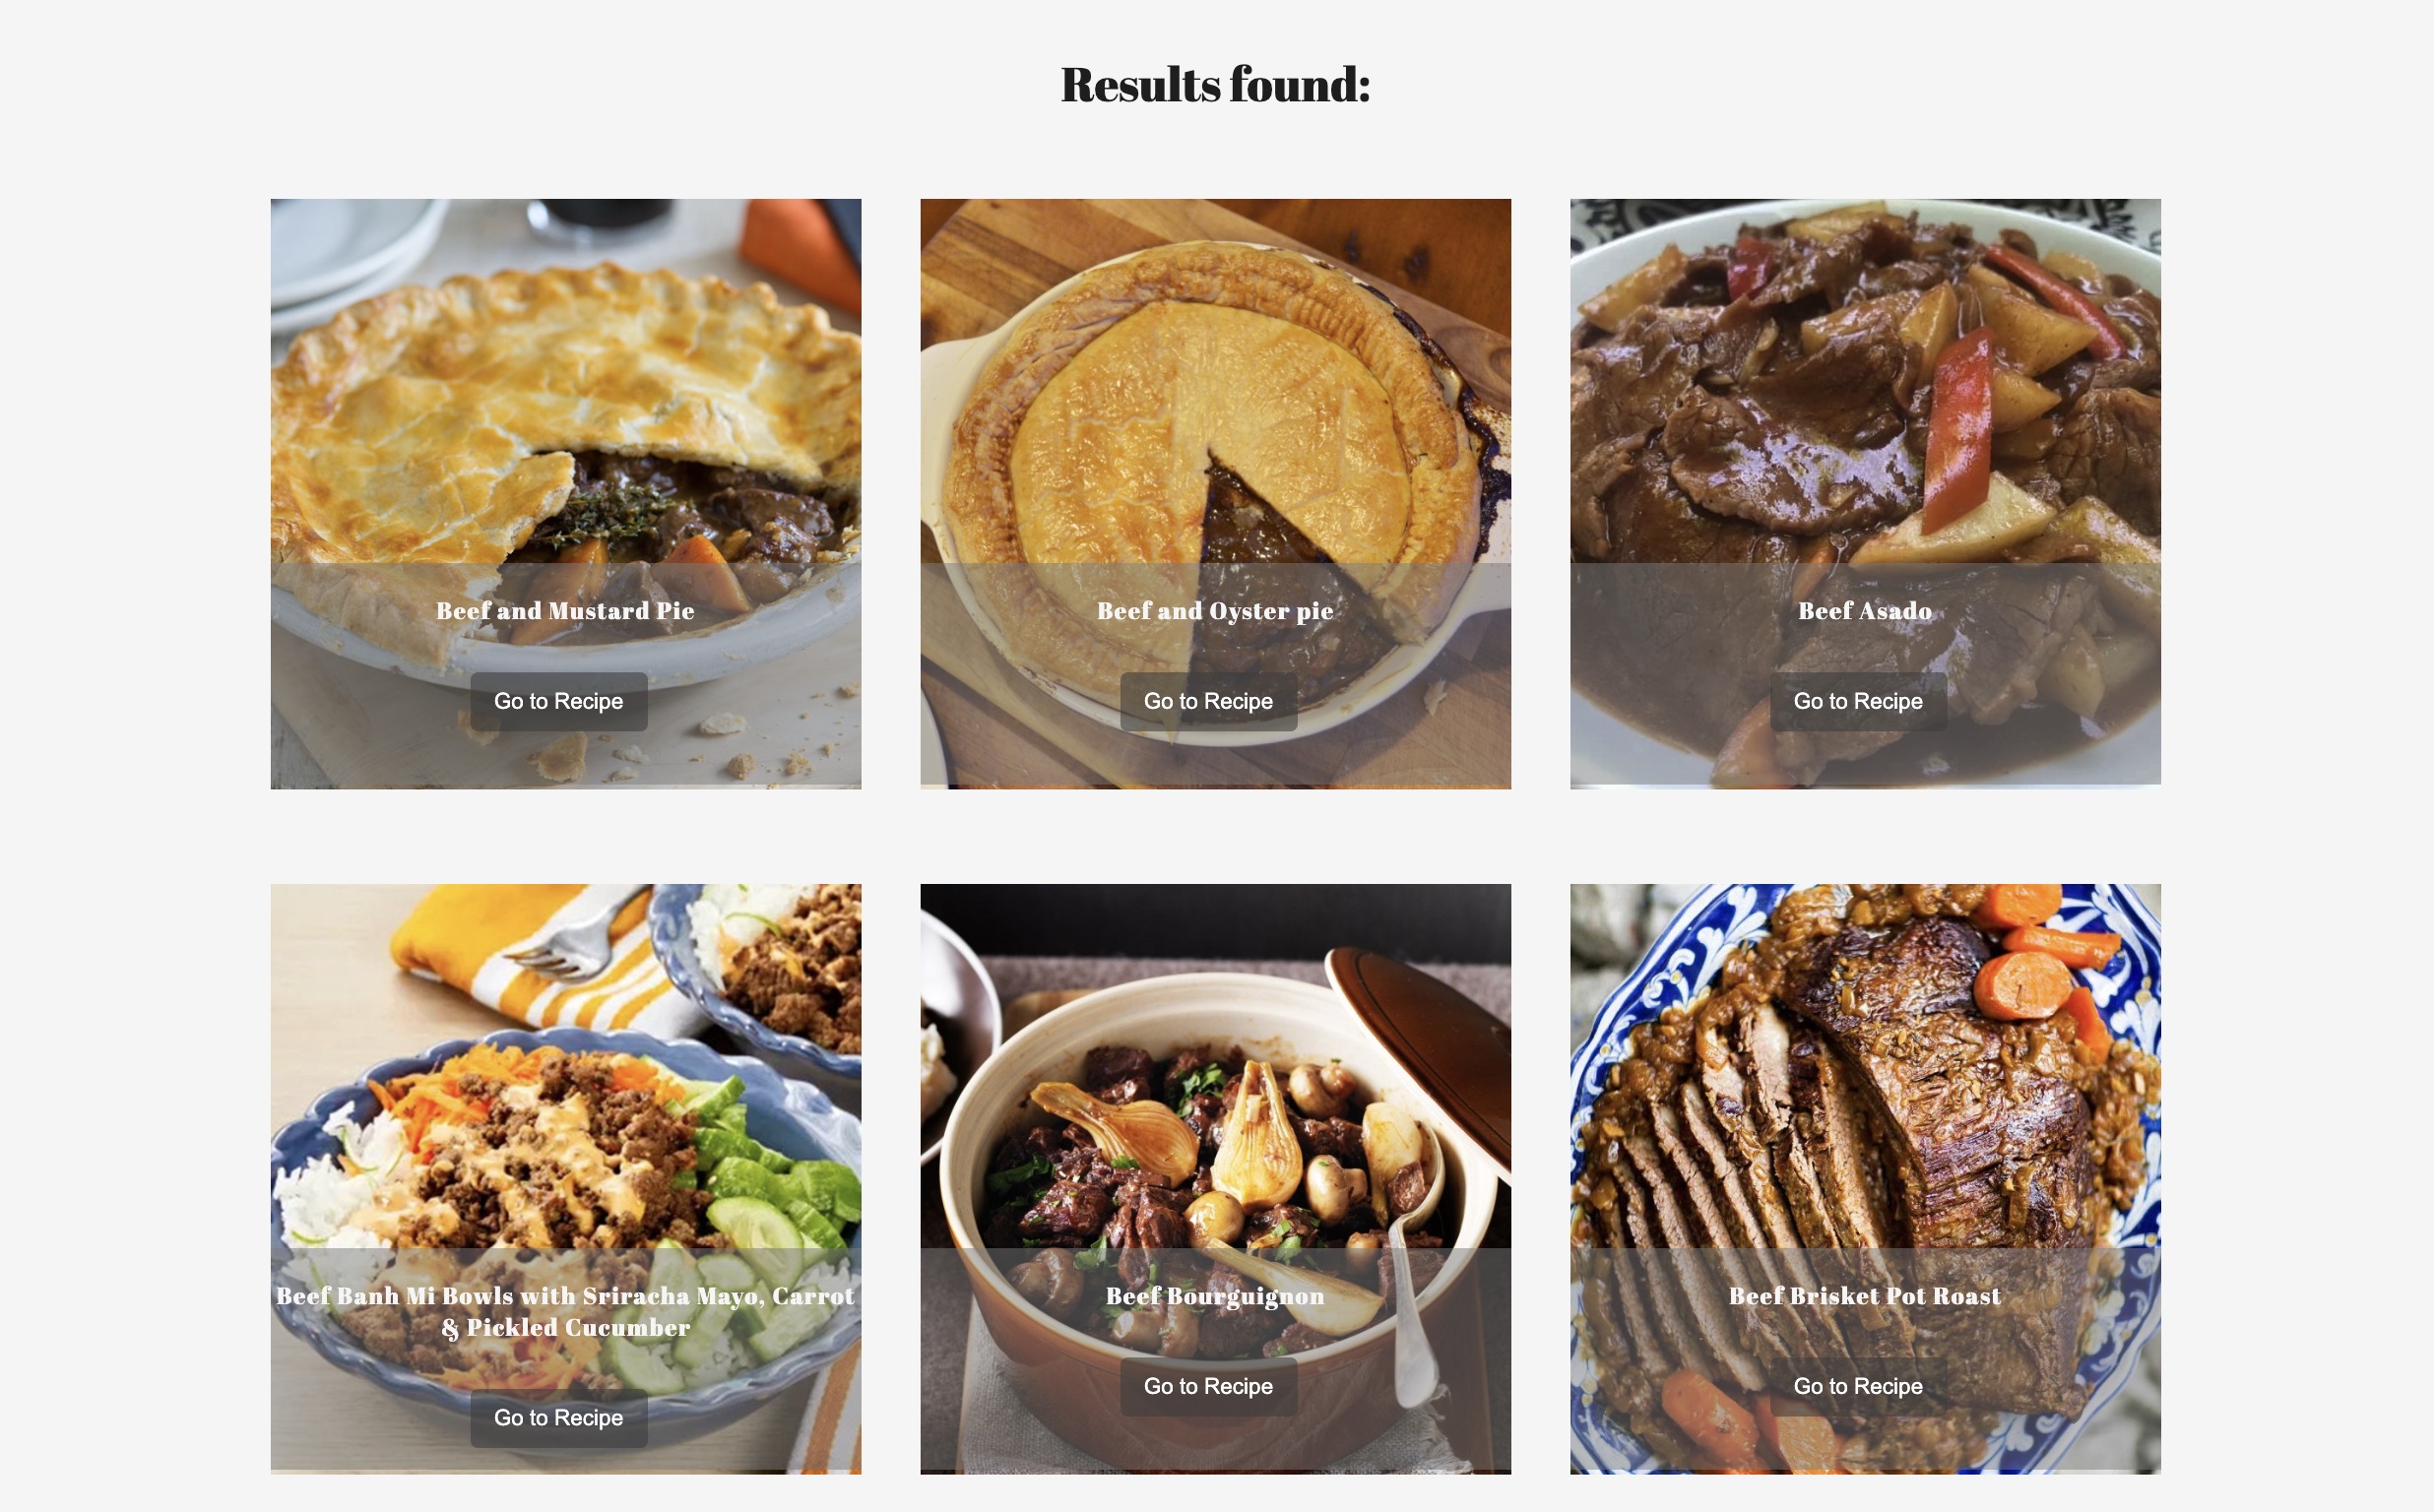 Results found:
Beef and Mustard Pie
Go to Recipe
Beef and Oyster pie
Go to Recipe
Beef Asado
Go to Recipe
Beef Banh Mi Bowls with Sriracha Mayo, Carrot
& Pickled Cucumber
Go to Recipe
Beef Bourguignon
Go to Recipe
Beef Brisket Pot Roast
Go to Recipe